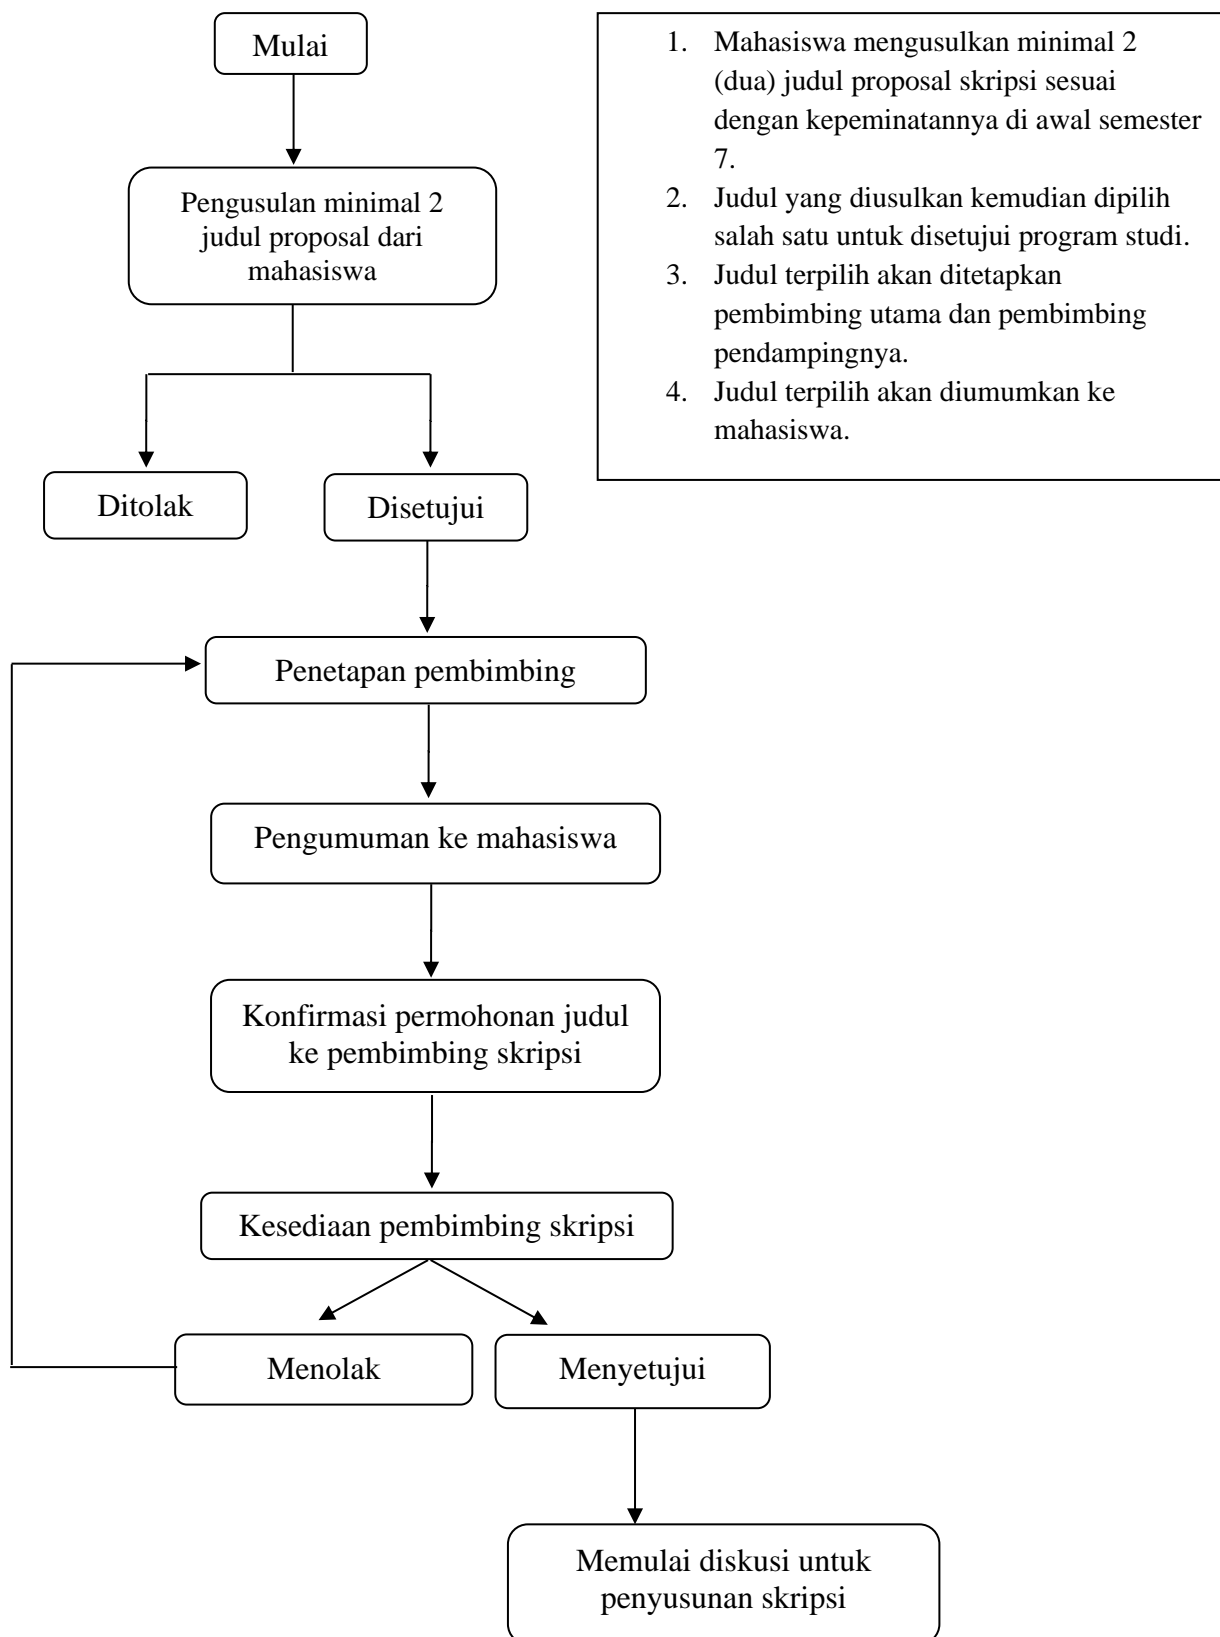 Mulai
Pengusulan minimal 2
judul proposal dari
mahasiswa
Ditolak
Disetujui
Penetapan pembimbing
Pengumuman ke mahasiswa
Konfirmasi permohonan judul
ke pembimbing skripsi
Kesediaan pembimbing skripsi
Menolak
Menyetujui
Memulai diskusi untuk
penyusunan skripsi
1. Mahasiswa mengusulkan minimal 2
(dua) judul proposal skripsi sesuai
dengan kepeminatannya di awal semester
7.
2. Judul yang diusulkan kemudian dipilih
salah satu untuk disetujui program studi.
3. Judul terpilih akan ditetapkan
pembimbing utama dan pembimbing
pendampingnya.
4. Judul terpilih akan diumumkan ke
mahasiswa.